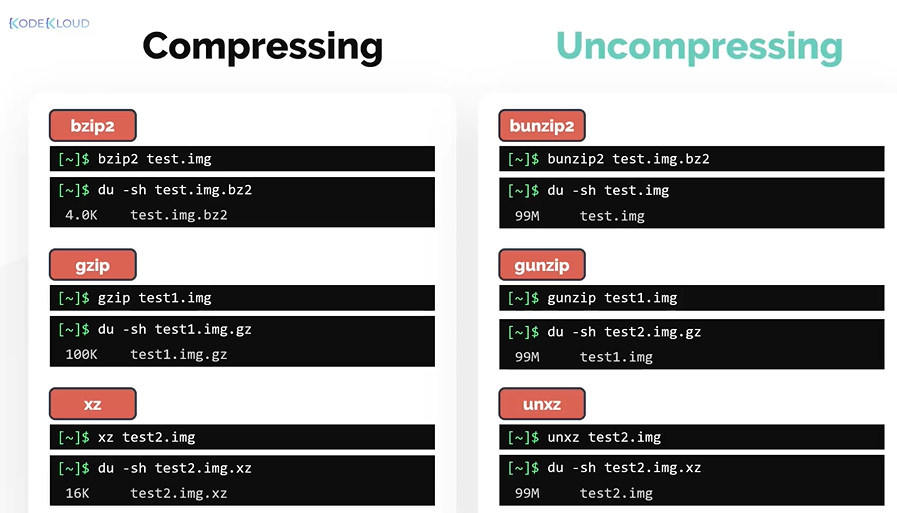 KODEKLOUD
Compressing
bzip2
[~]$ bzip2 test.img
[~]$ du -sh test.img.bz2
4.0K test.img.bz2
gzip
[~]$ gzip test1.img
[~]$ du -sh test1.img.gz
100K test1.img.gz
xz
[~]$ xz test2.img
[~]$ du -sh test2.img.xz
16K test2.img.xz
Uncompressing
bunzip2
[~]$ bunzip2 test.img.bz2
[~]$ du -sh test.img
99M test.img
gunzip
[~]$ gunzip test1.img
[~]$ du -sh test2.img.gz
99M test1.img
unxz
[~]$ unxz test2.img
[~]$ du -sh test2.img.xz
99M test2.img